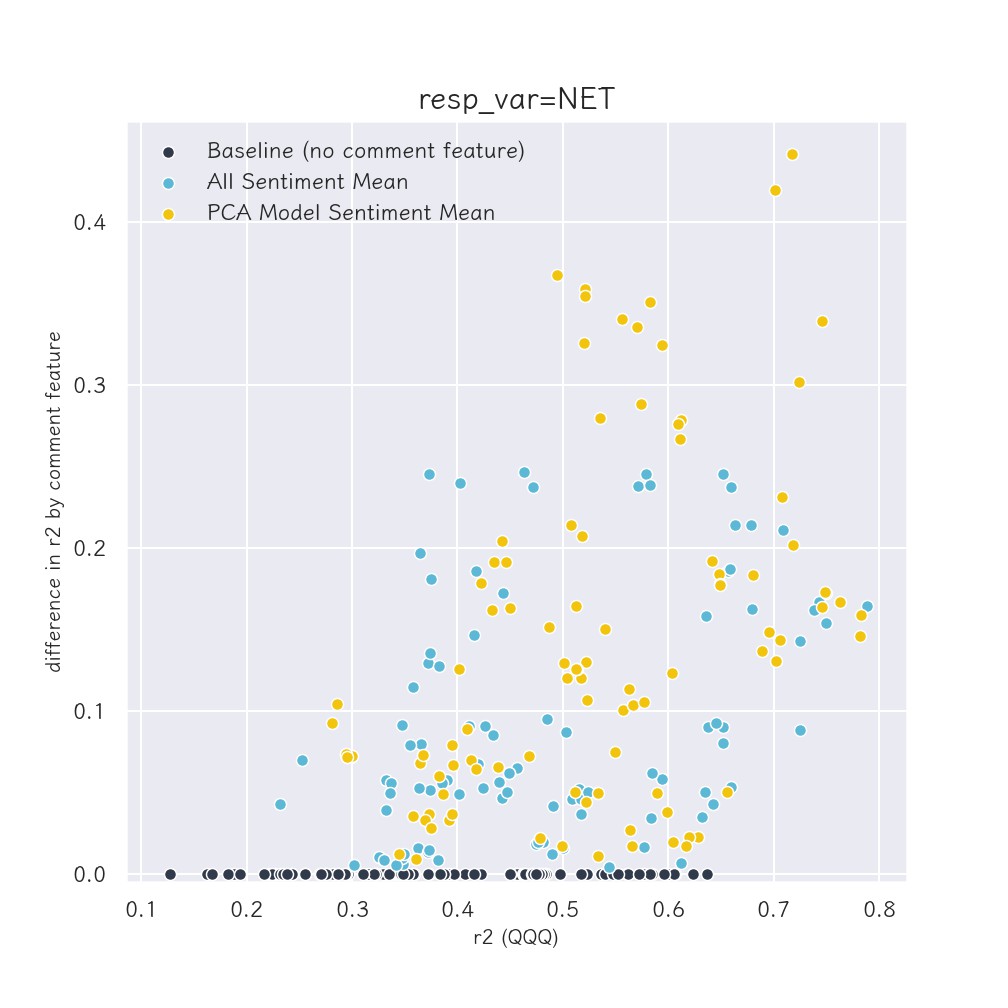 resp_var=NET
Baseline (no comment feature)
All Sentiment Mean
PCA Model Sentiment Mean
difference in r2 by comment feature
0.4
0.3
0.2
0.1
0.0
0.1 0.2 0.3 0.4 0.5 0.6 0.7 0.8
r2 (QQQ)